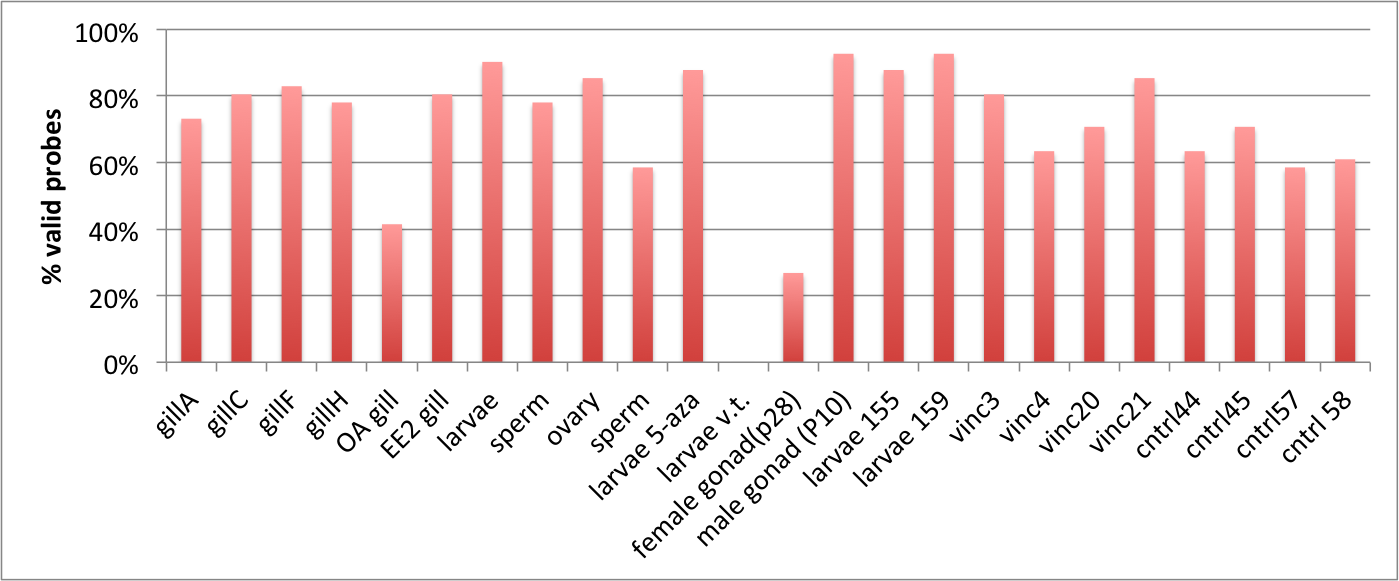 100%
80%
60%
40%
20%
0%
% valid probes
gillA
gillC
gillF
gillH
OA gill
EE2 gill
larvae
sperm
ovary
sperm
larvae 5-aza
larvae v.t.
female gonad(p28)
male gonad (P10)
larvae 155
larvae 159
vinc3
vinc4
vinc20
vinc21
cntrl44
cntrl45
cntrl57
cntrl 58